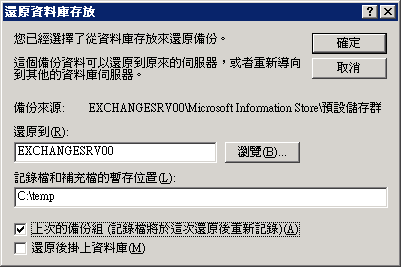 還原資料庫存放
您已經選擇了從資料庫存放來還原備份。
確定
這個備份資料可以還原到原來的伺服器，或者重新導向
到其他的資料庫伺服器。
取消
備份來源: EXCHANGESRV00\Microsoft Information Store\預設儲存群
還原到(R):
EXCHANGESRV00
瀏覽(B)...
記錄檔和補充檔的暫存位置(L):
C:\temp
上次的備份組 (記錄檔將於這次還原後重新記錄)(A)
還原後掛上資料庫(M)